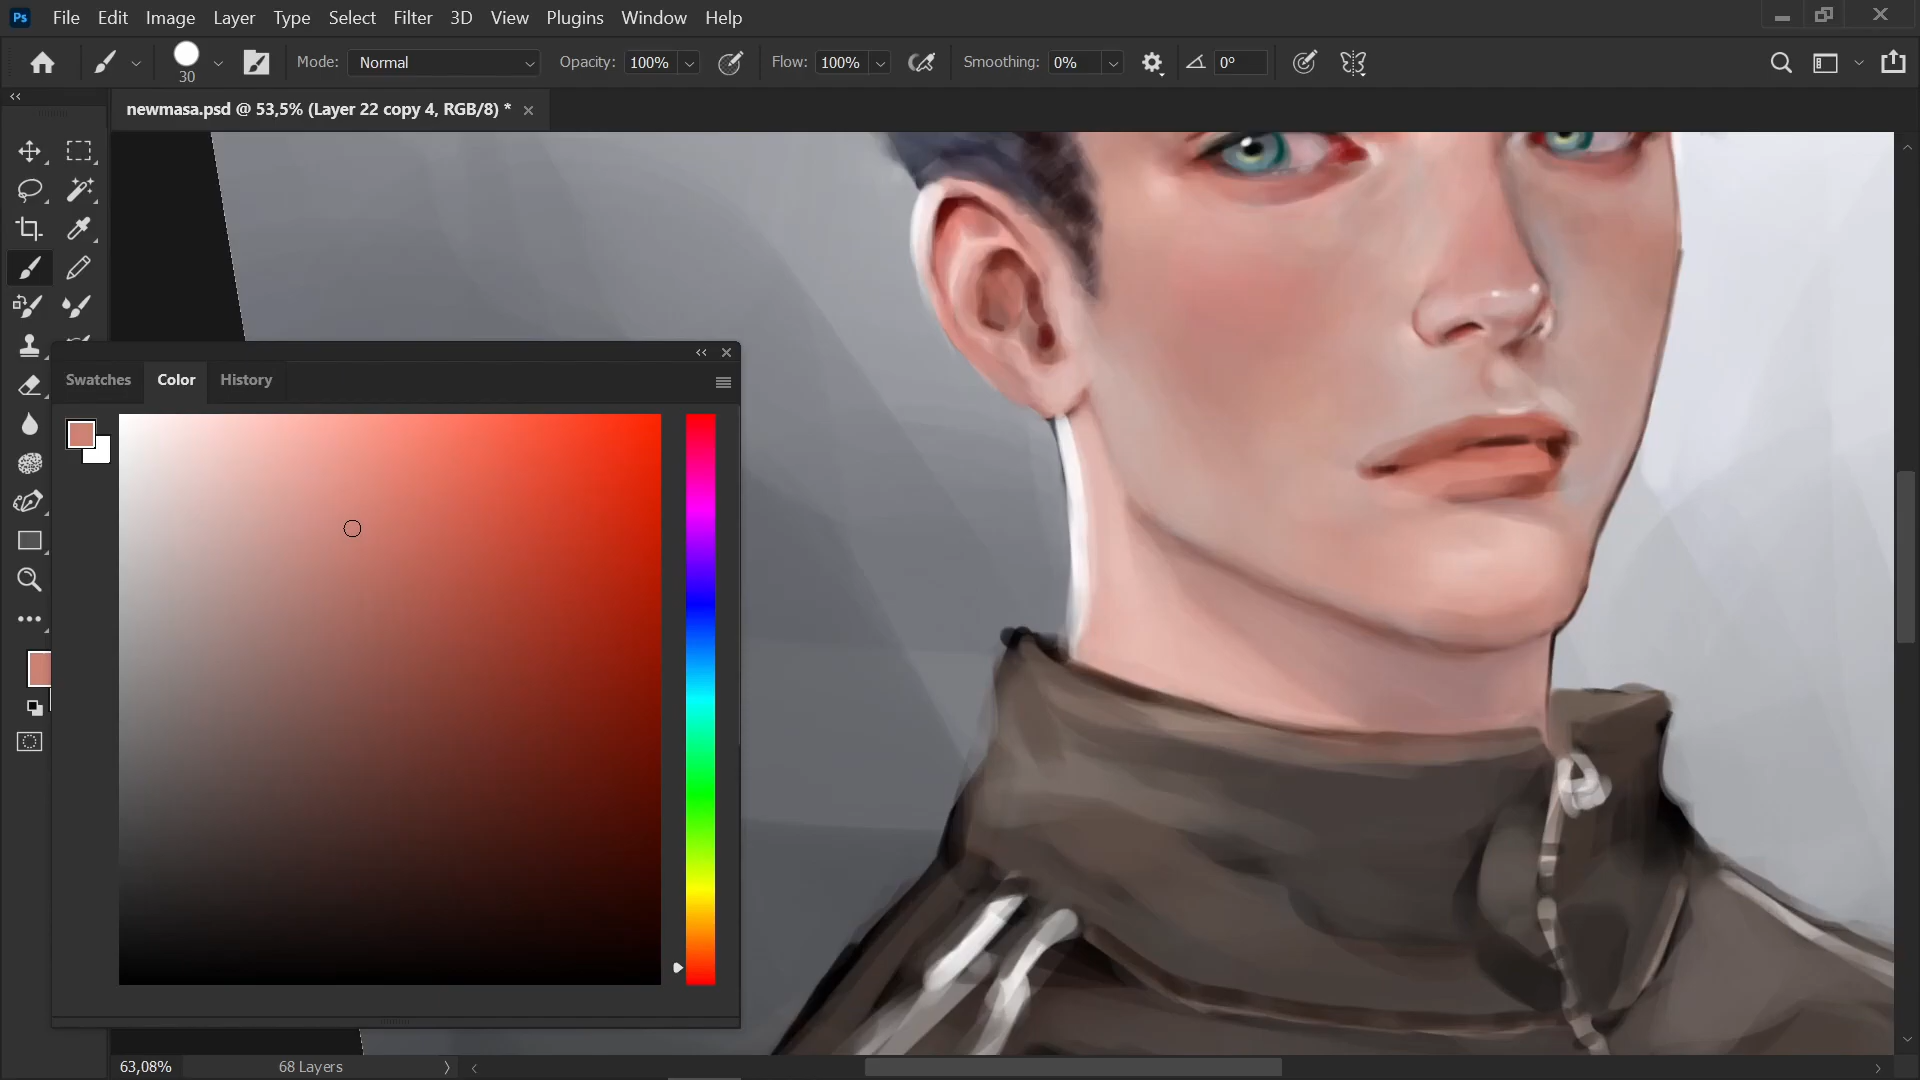 Ps File Edit Image Layer Type Select Filter 3D View Plugins Window Help
30 Mode: Normal Opacity: 100% Flow: 100% Smoothing: 0% 0°
newmasa.psd @ 53,5% (Layer 22 copy 4, RGB/8) *
Swatches Color History
63,08% 68 Layers